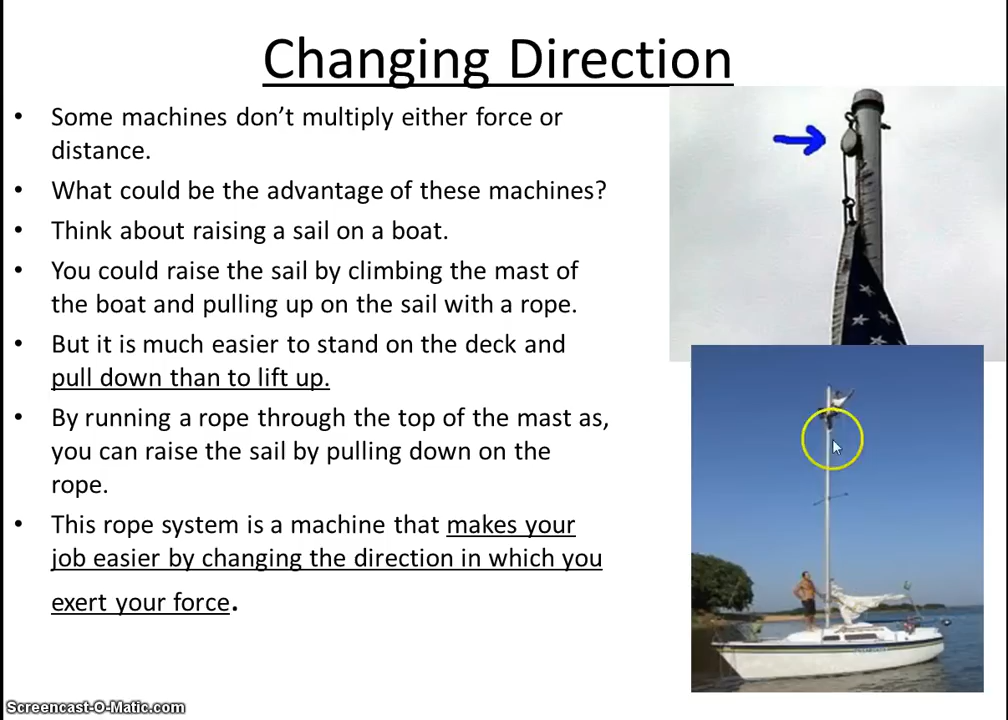 Changing Direction
• Some machines don't multiply either force or
distance.
• What could be the advantage of these machines?
• Think about raising a sail on a boat.
• You could raise the sail by climbing the mast of
the boat and pulling up on the sail with a rope.
• But it is much easier to stand on the deck and
pull down than to lift up.
• By running a rope through the top of the mast as,
you can raise the sail by pulling down on the
rope.
• This rope system is a machine that makes your
job easier by changing the direction in which you
exert your force.
Screencast-O-Matic.com